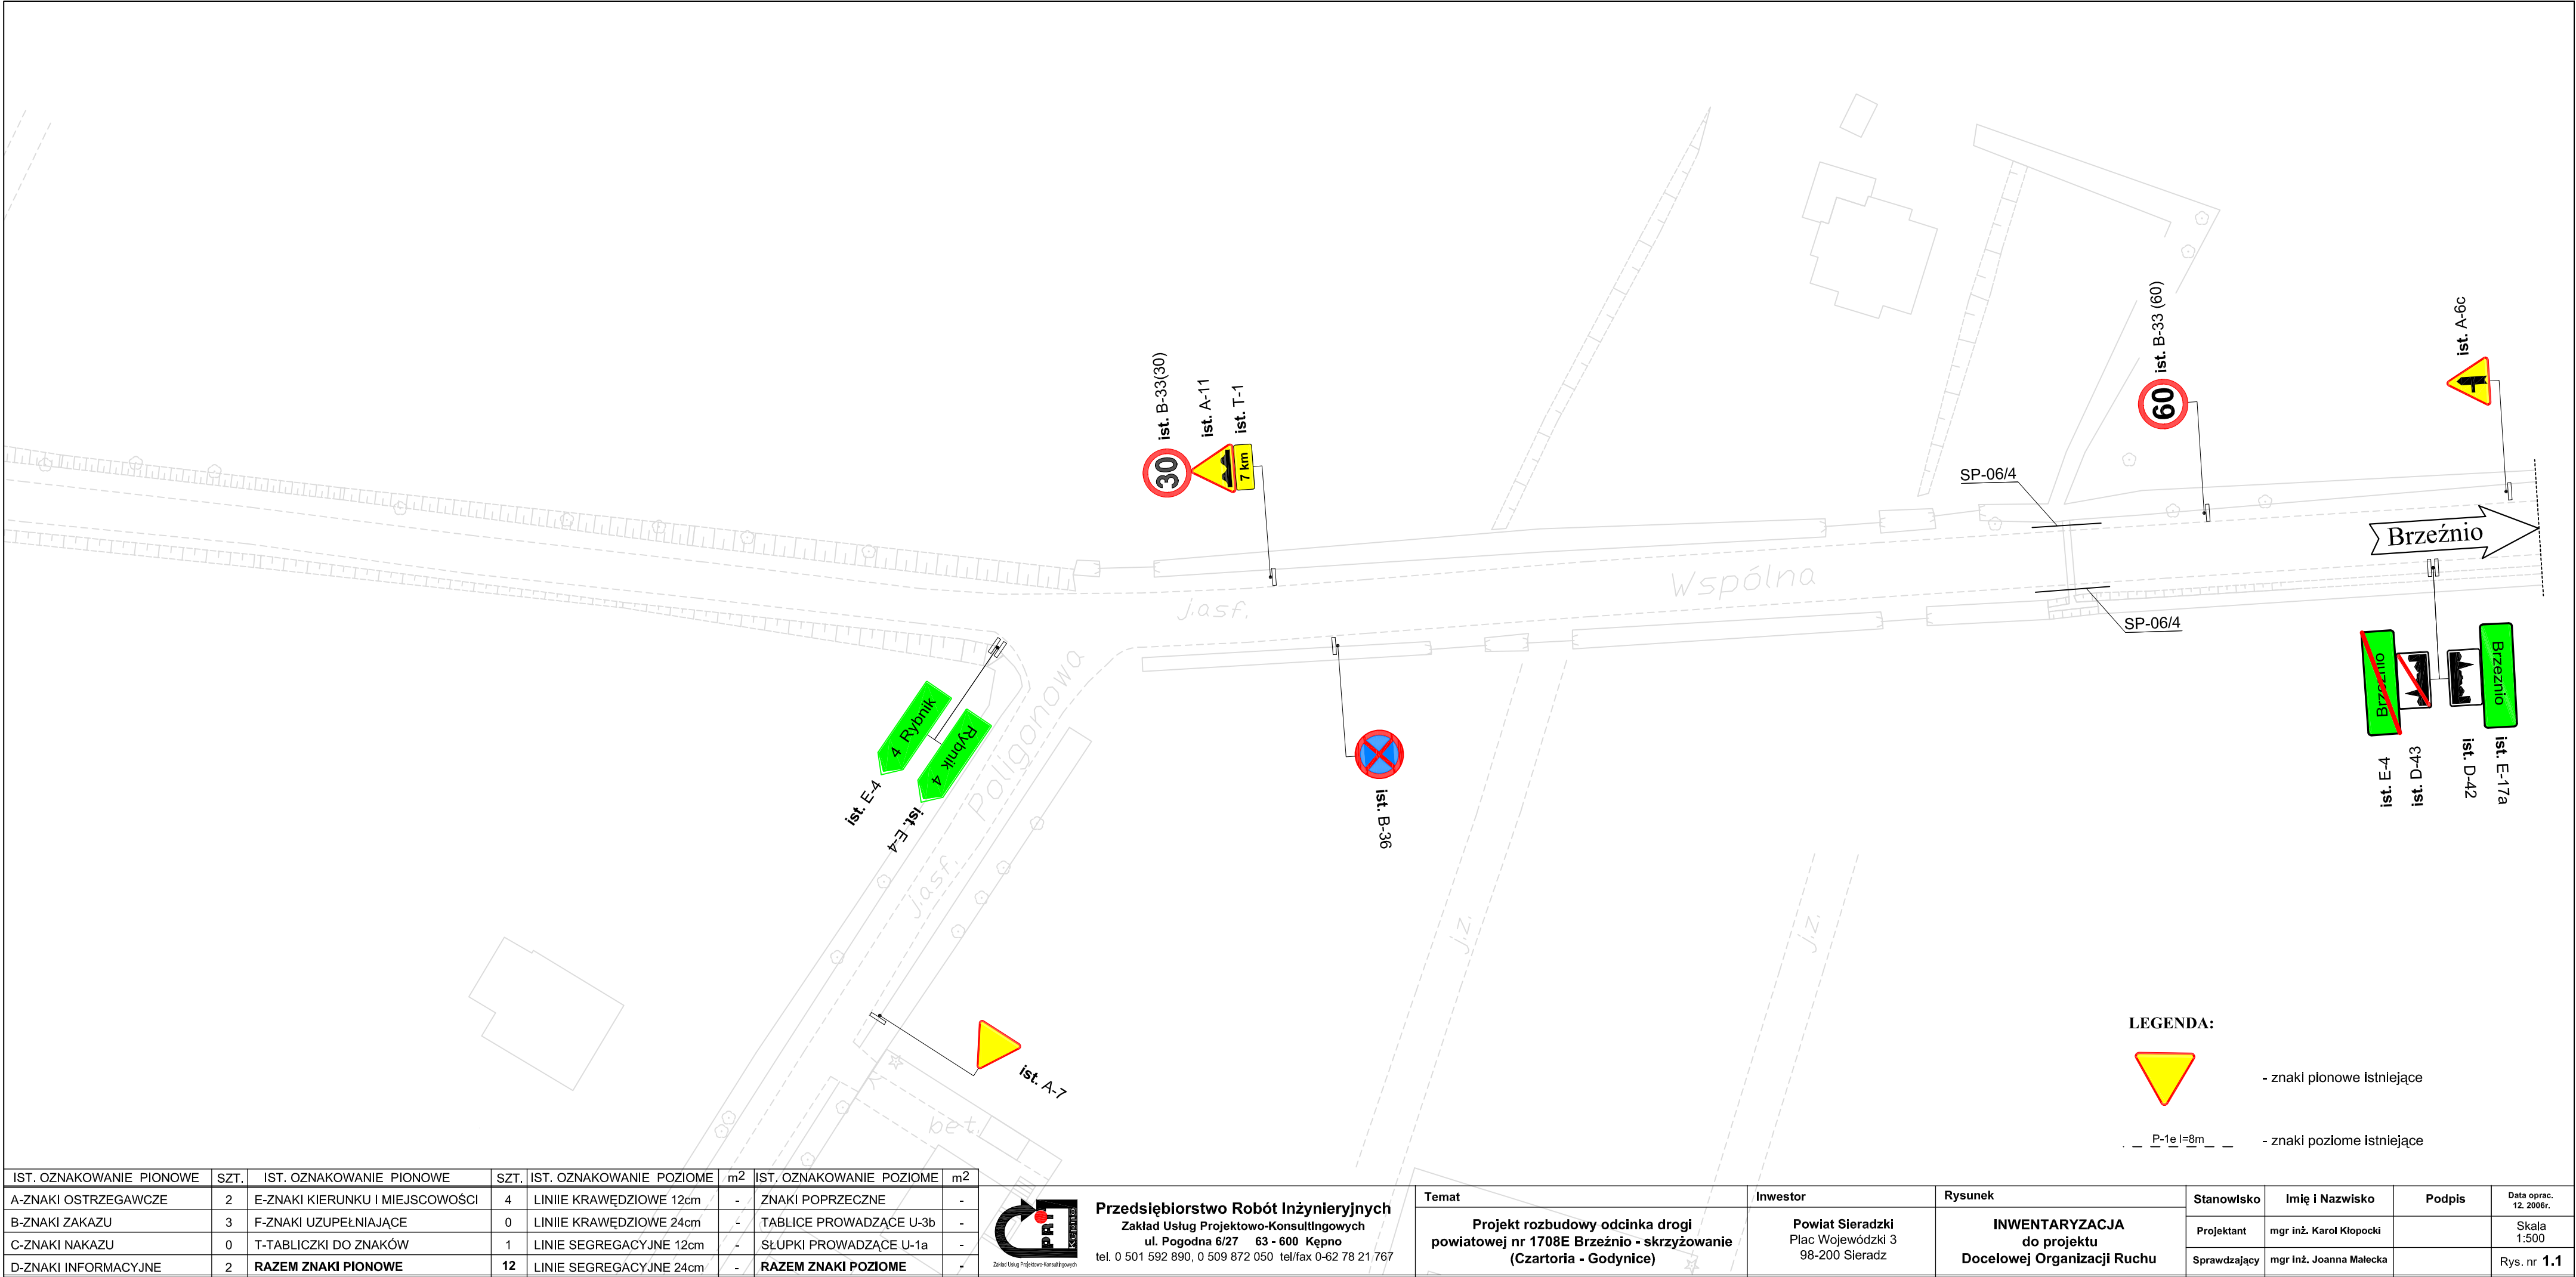 ist. B-33(30)
ist. A-11
ist. T-1
30
7 km
SP-06/4
60
ist. B-33 (60)
ist. A-6c
Brzeźnio
Wspólna
j.asf.
SP-06/4
4 Rybnik
Rybnik 4
ist. E-4
ist. E-4
Poligonowa
j.asf.
ist. B-36
Brzeznio
Brzeznio
ist. E-4
ist. D-43
ist. D-42
ist. E-17a
j.z.
j.z.
ist. A-7
bet.
LEGENDA:
- znaki pionowe istniejące
P-1e l=8m
- znaki poziome istniejące
IST. OZNAKOWANIE PIONOWE SZT. IST. OZNAKOWANIE PIONOWE SZT. IST. OZNAKOWANIE POZIOME m2 IST. OZNAKOWANIE POZIOME m2
A-ZNAKI OSTRZEGAWCZE 2 E-ZNAKI KIERUNKU I MIEJSCOWOŚCI 4 LINIIE KRAWĘDZIOWE 12cm - ZNAKI POPRZECZNE -
B-ZNAKI ZAKAZU 3 F-ZNAKI UZUPEŁNIAJĄCE 0 LINIIE KRAWĘDZIOWE 24cm - TABLICE PROWADZĄCE U-3b -
C-ZNAKI NAKAZU 0 T-TABLICZKI DO ZNAKÓW 1 LINIE SEGREGACYJNE 12cm - SŁUPKI PROWADZĄCE U-1a -
D-ZNAKI INFORMACYJNE 2 RAZEM ZNAKI PIONOWE 12 LINIE SEGREGACYJNE 24cm - RAZEM ZNAKI POZIOME -
PRI
Kępno
Zakład Usług Projektowo-Konsultingowych
Przedsiębiorstwo Robót Inżynieryjnych
Zakład Usług Projektowo-Konsultingowych
ul. Pogodna 6/27 63 - 600 Kępno
tel. 0 501 592 890, 0 509 872 050 tel/fax 0-62 78 21 767
Temat
Projekt rozbudowy odcinka drogi
powiatowej nr 1708E Brzeźnio - skrzyżowanie
(Czartoria - Godynice)
Inwestor
Powiat Sieradzki
Plac Wojewódzki 3
98-200 Sieradz
Rysunek
INWENTARYZACJA
do projektu
Docelowej Organizacji Ruchu
Stanowisko Imię i Nazwisko Podpis
Projektant mgr inż. Karol Kłopocki
Sprawdzający mgr inż. Joanna Małecka
Data oprac.
12. 2006r.
Skala
1:500
Rys. nr 1.1